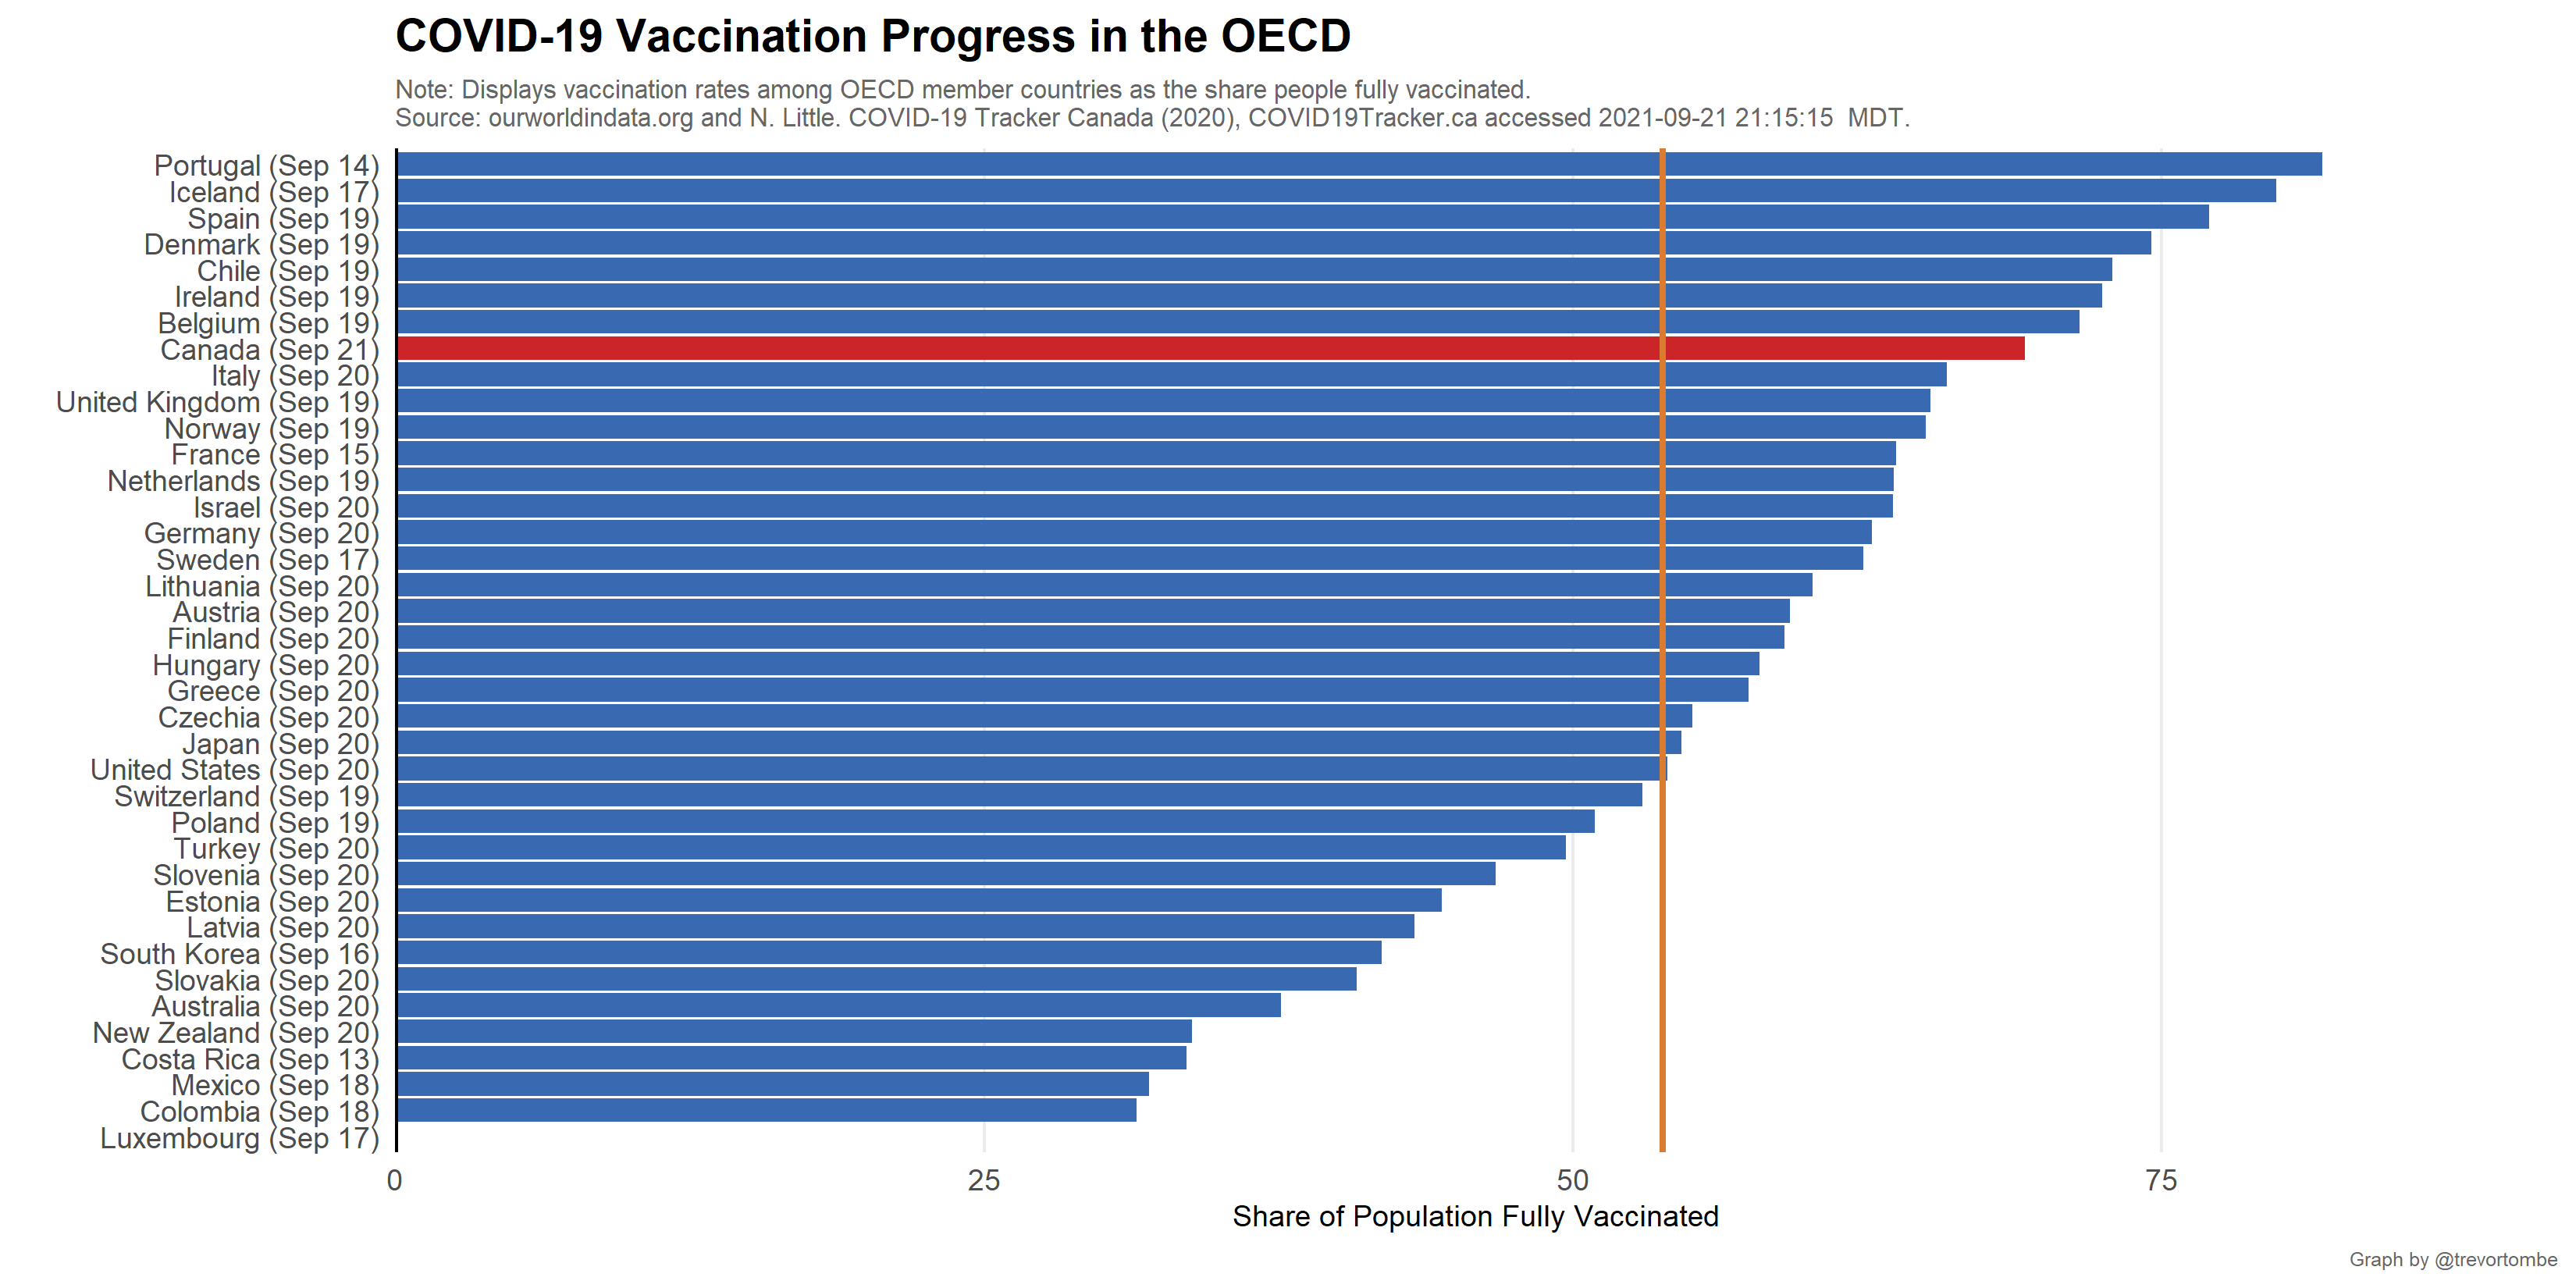 COVID-19 Vaccination Progress in the OECD
Note: Displays vaccination rates among OECD member countries as the share people fully vaccinated.
Source: ourworldindata.org and N. Little. COVID-19 Tracker Canada (2020), COVID19Tracker.ca accessed 2021-09-21 21:15:15  MDT.
Portugal (Sep 14)
Iceland (Sep 17)
Spain (Sep 19)
Denmark (Sep 19)
Chile (Sep 19)
Ireland (Sep 19)
Belgium (Sep 19)
Canada (Sep 21)
Italy (Sep 20)
United Kingdom (Sep 19)
Norway (Sep 19)
France (Sep 15)
Netherlands (Sep 19)
Israel (Sep 20)
Germany (Sep 20)
Sweden (Sep 17)
Lithuania (Sep 20)
Austria (Sep 20)
Finland (Sep 20)
Hungary (Sep 20)
Greece (Sep 20)
Czechia (Sep 20)
Japan (Sep 20)
United States (Sep 20)
Switzerland (Sep 19)
Poland (Sep 19)
Turkey (Sep 20)
Slovenia (Sep 20)
Estonia (Sep 20)
Latvia (Sep 20)
South Korea (Sep 16)
Slovakia (Sep 20)
Australia (Sep 20)
New Zealand (Sep 20)
Costa Rica (Sep 13)
Mexico (Sep 18)
Colombia (Sep 18)
Luxembourg (Sep 17)
0 25 50 75
Share of Population Fully Vaccinated
Graph by @trevortombe